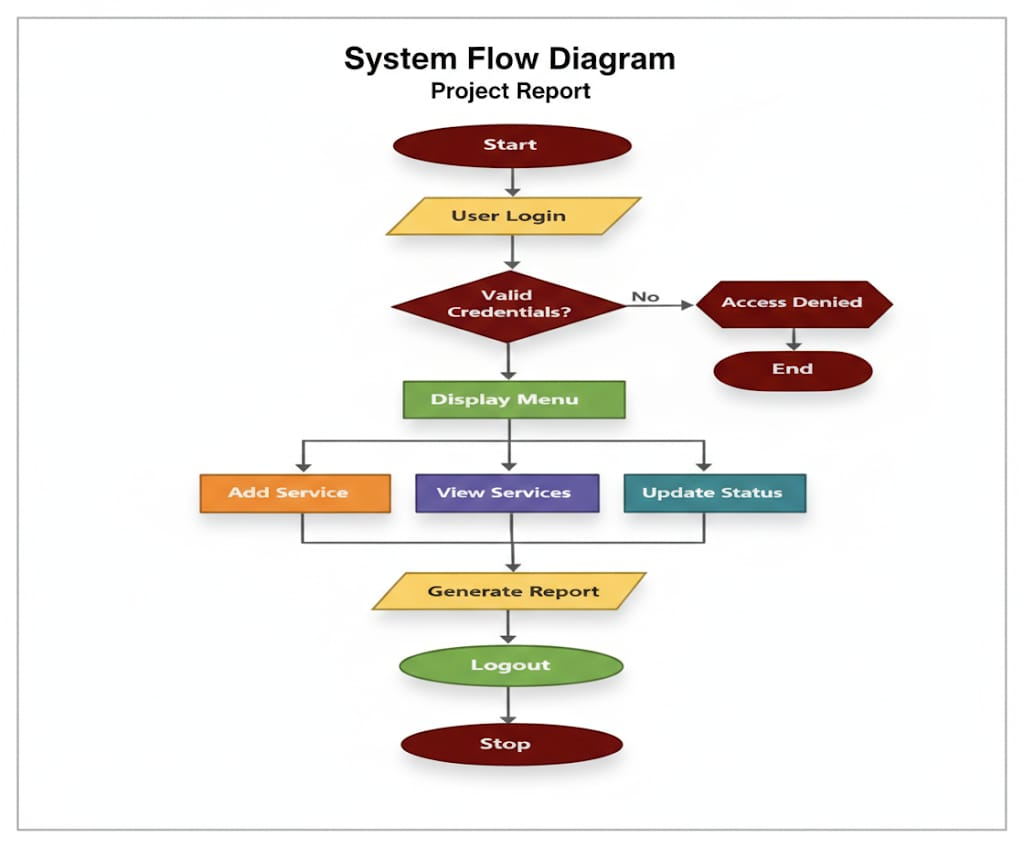 System Flow Diagram
Project Report
Start
User Login
Valid
Credentials?
No
Access Denied
End
Display Menu
Add Service
View Services
Update Status
Generate Report
Logout
Stop